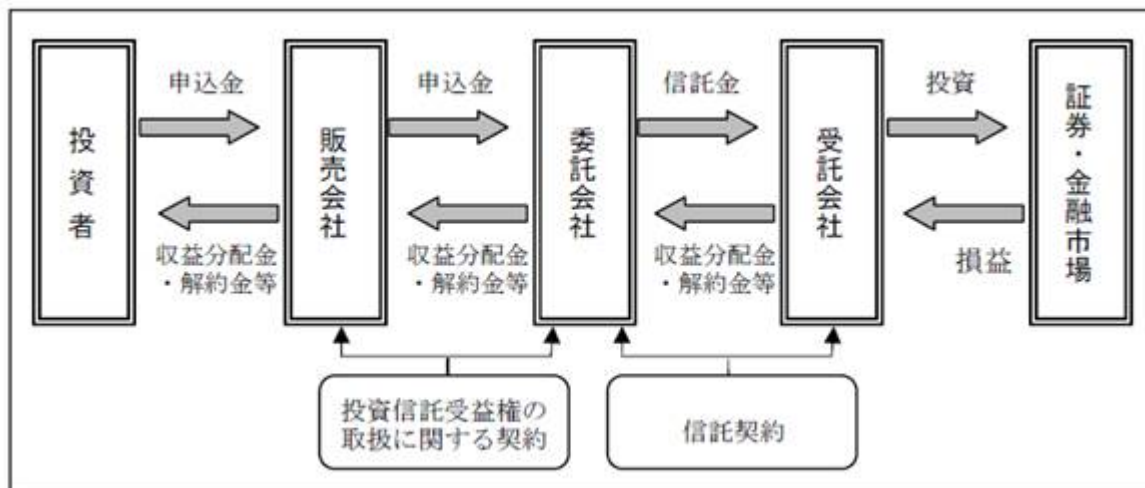 投資者
申込金
収益分配金
・解約金等
販売会社
申込金
収益分配金
・解約金等
委託会社
信託金
収益分配金
・解約金等
受託会社
投資
損益
証券・金融市場
投資信託受益権の
取扱に関する契約
信託契約